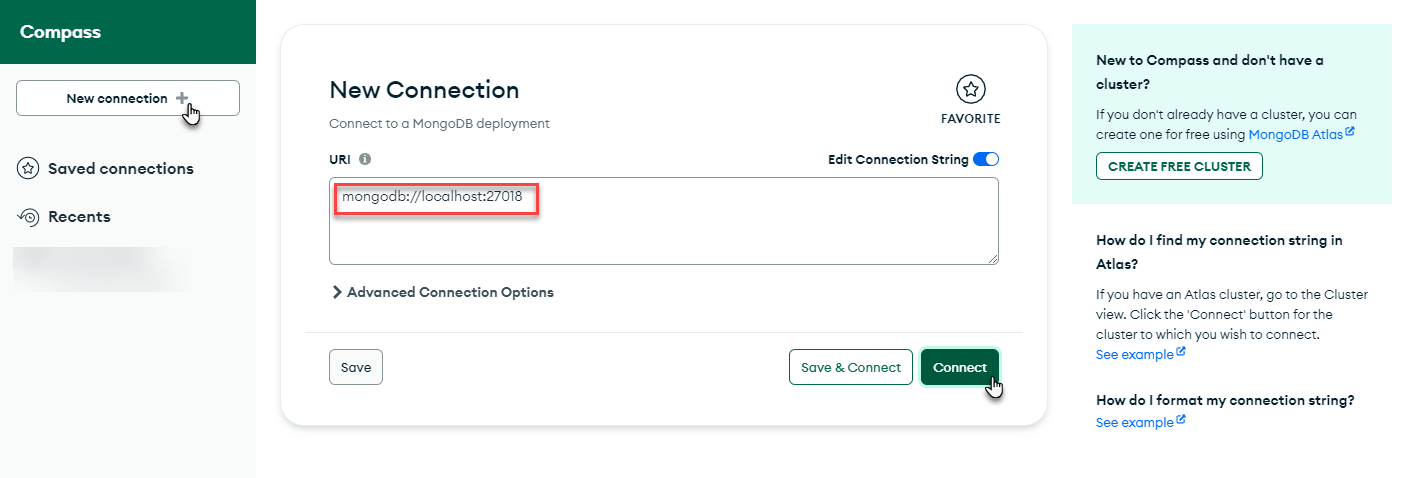 Compass
New connection
Saved connections
Recents
New Connection
Connect to a MongoDB deployment
FAVORITE
URI
Edit Connection String
mongodb://localhost:27018
Advanced Connection Options
Save
Save & Connect
Connect
New to Compass and don't have a
cluster?
If you don't already have a cluster, you can
create one for free using MongoDB Atlas
CREATE FREE CLUSTER
How do I find my connection string in
Atlas?
If you have an Atlas cluster, go to the Cluster
view. Click the 'Connect' button for the
cluster to which you wish to connect.
See example
How do I format my connection string?
See example